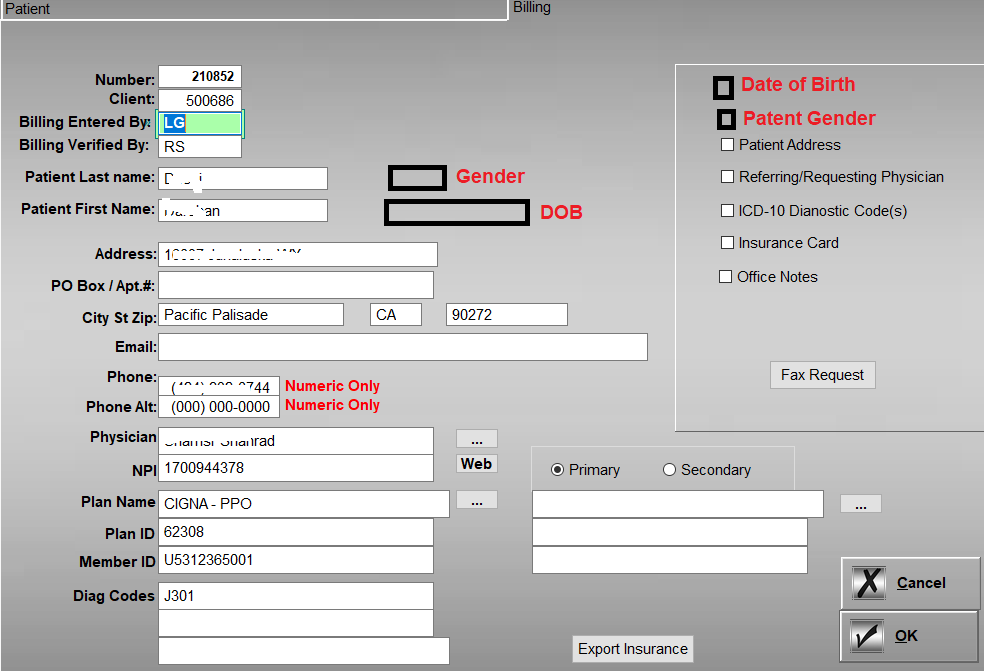 Patient
Billing
Number: 210852
Client: 500686
Billing Entered By: LG
Billing Verified By: RS
Patient Last name:
Gender
Patient First Name:
DOB
Address:
PO Box / Apt.#:
City St Zip: Pacific Palisade CA 90272
Email:
Phone: Numeric Only
Phone Alt: (000) 000-0000 Numeric Only
Physician ...
NPI 1700944378 Web
Plan Name CIGNA - PPO ...
Plan ID 62308
Member ID U5312365001
Diag Codes J301
Date of Birth
Patent Gender
Patient Address
Referring/Requesting Physician
ICD-10 Dianostic Code(s)
Insurance Card
Office Notes
Fax Request
Primary Secondary
...
Export Insurance
Cancel
OK